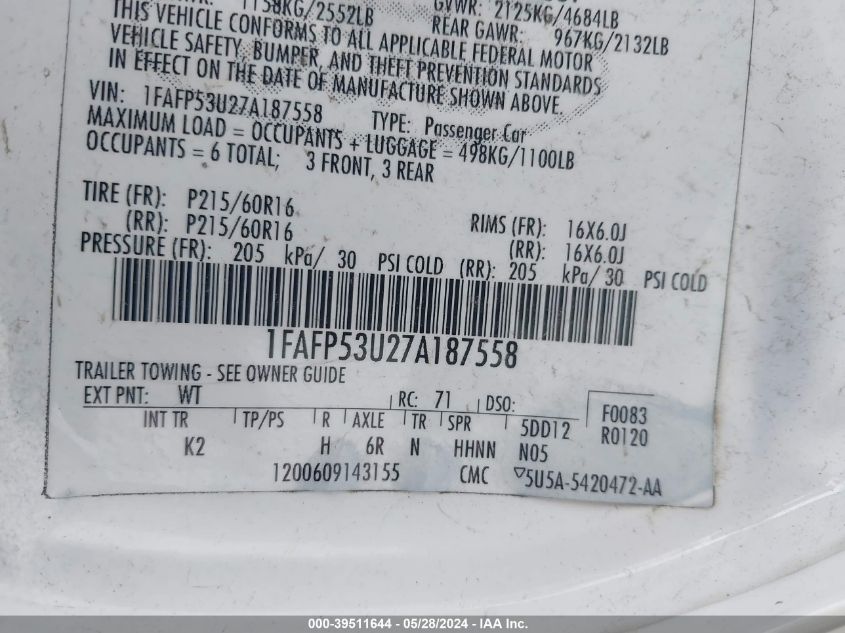 1158KG/2552LB GVWR: 2125KG/4684LB
REAR GAWR: 967KG/2132LB
THIS VEHICLE CONFORMS TO ALL APPLICABLE FEDERAL MOTOR
VEHICLE SAFETY, BUMPER, AND THEFT PREVENTION STANDARDS
IN EFFECT ON THE DATE OF MANUFACTURE SHOWN ABOVE.
VIN: 1FAFP53U27A187558 TYPE: Passenger Car
MAXIMUM LOAD = OCCUPANTS + LUGGAGE = 498KG/1100LB
OCCUPANTS = 6 TOTAL; 3 FRONT, 3 REAR
TIRE (FR): P215/60R16 RIMS (FR): 16X6.0J
(RR): P215/60R16 (RR): 16X6.0J
PRESSURE (FR): 205 kPa/ 30 PSI COLD (RR): 205 kPa/ 30 PSI COLD
1FAFP53U27A187558
TRAILER TOWING - SEE OWNER GUIDE
EXT PNT: WT RC: 71 DSO: F0083
INT TR TP/PS R AXLE TR SPR 5DD12 R0120
K2 H 6R N HHNN N05
1200609143155 CMC ▽5U5A-5420472-AA
000-39511644 - 05/28/2024 - IAA Inc.